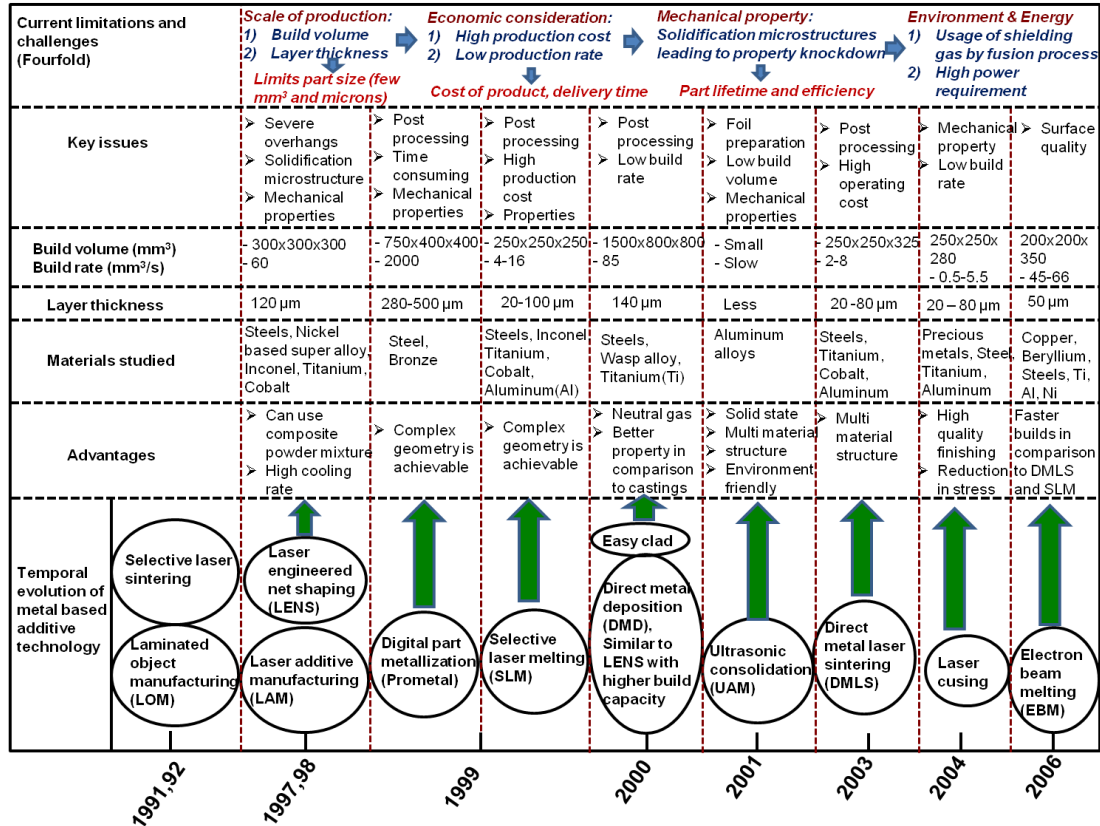 Current limitations and
challenges
(Fourfold)
Scale of production:
1) Build volume
2) Layer thickness
Limits part size (few
mm³ and microns)
Economic consideration:
1) High production cost
2) Low production rate
Cost of product, delivery time
Mechanical property:
Solidification microstructures
leading to property knockdown
Part lifetime and efficiency
Environment & Energy
1) Usage of shielding
gas by fusion process
2) High power
requirement
Key issues
➢ Severe
overhangs
➢ Solidification
microstructure
➢ Mechanical
properties
➢ Post
processing
➢ Time
consuming
➢ Mechanical
properties
➢ Post
processing
➢ High
production
cost
➢ Properties
➢ Post
processing
➢ Low build
rate
➢ Foil
preparation
➢ Low build
volume
➢ Mechanical
properties
➢ Post
processing
➢ High
operating
cost
➢ Mechanical
property
➢ Low build
rate
➢ Surface
quality
Build volume (mm³)
Build rate (mm³/s)
- 300x300x300
- 60
- 750x400x400
- 2000
- 250x250x250
- 4-16
- 1500x800x800
- 85
- Small
- Slow
- 250x250x325
- 2-8
250x250x
280
- 0.5-5.5
200x200x
350
- 45-66
Layer thickness
120 µm
280-500 µm
20-100 µm
140 µm
Less
20-80 µm
20 – 80 µm
50 µm
Materials studied
Steels, Nickel
based super alloy,
Inconel, Titanium,
Cobalt
Steel,
Bronze
Steels, Inconel
Titanium,
Cobalt,
Aluminum(Al)
Steels,
Wasp alloy,
Titanium(Ti)
Aluminum
alloys
Steels,
Titanium,
Cobalt,
Aluminum
Precious
metals, Steel,
Titanium,
Aluminum
Copper,
Beryllium,
Steels, Ti,
Al, Ni
Advantages
➢ Can use
composite
powder mixture
➢ High cooling
rate
➢ Complex
geometry is
achievable
➢ Complex
geometry is
achievable
➢ Neutral gas
➢ Better
property in
comparison
to castings
➢ Solid state
➢ Multi material
➢ structure
➢ Environment
friendly
➢ Multi
material
structure
➢ High
quality
finishing
➢ Reduction
in stress
Faster
builds in
comparison
to DMLS
and SLM
Temporal
evolution of
metal based
additive
technology
Selective laser
sintering
Laminated
object
manufacturing
(LOM)
Laser
engineered
net shaping
(LENS)
Laser additive
manufacturing
(LAM)
Digital part
metallization
(Prometal)
Selective
laser melting
(SLM)
Easy clad
Direct metal
deposition
(DMD),
Similar to
LENS with
higher build
capacity
Ultrasonic
consolidation
(UAM)
Direct
metal laser
sintering
(DMLS)
Laser
cusing
Electron
beam
melting
(EBM)
1991,92
1997,98
1999
2000
2001
2003
2004
2006